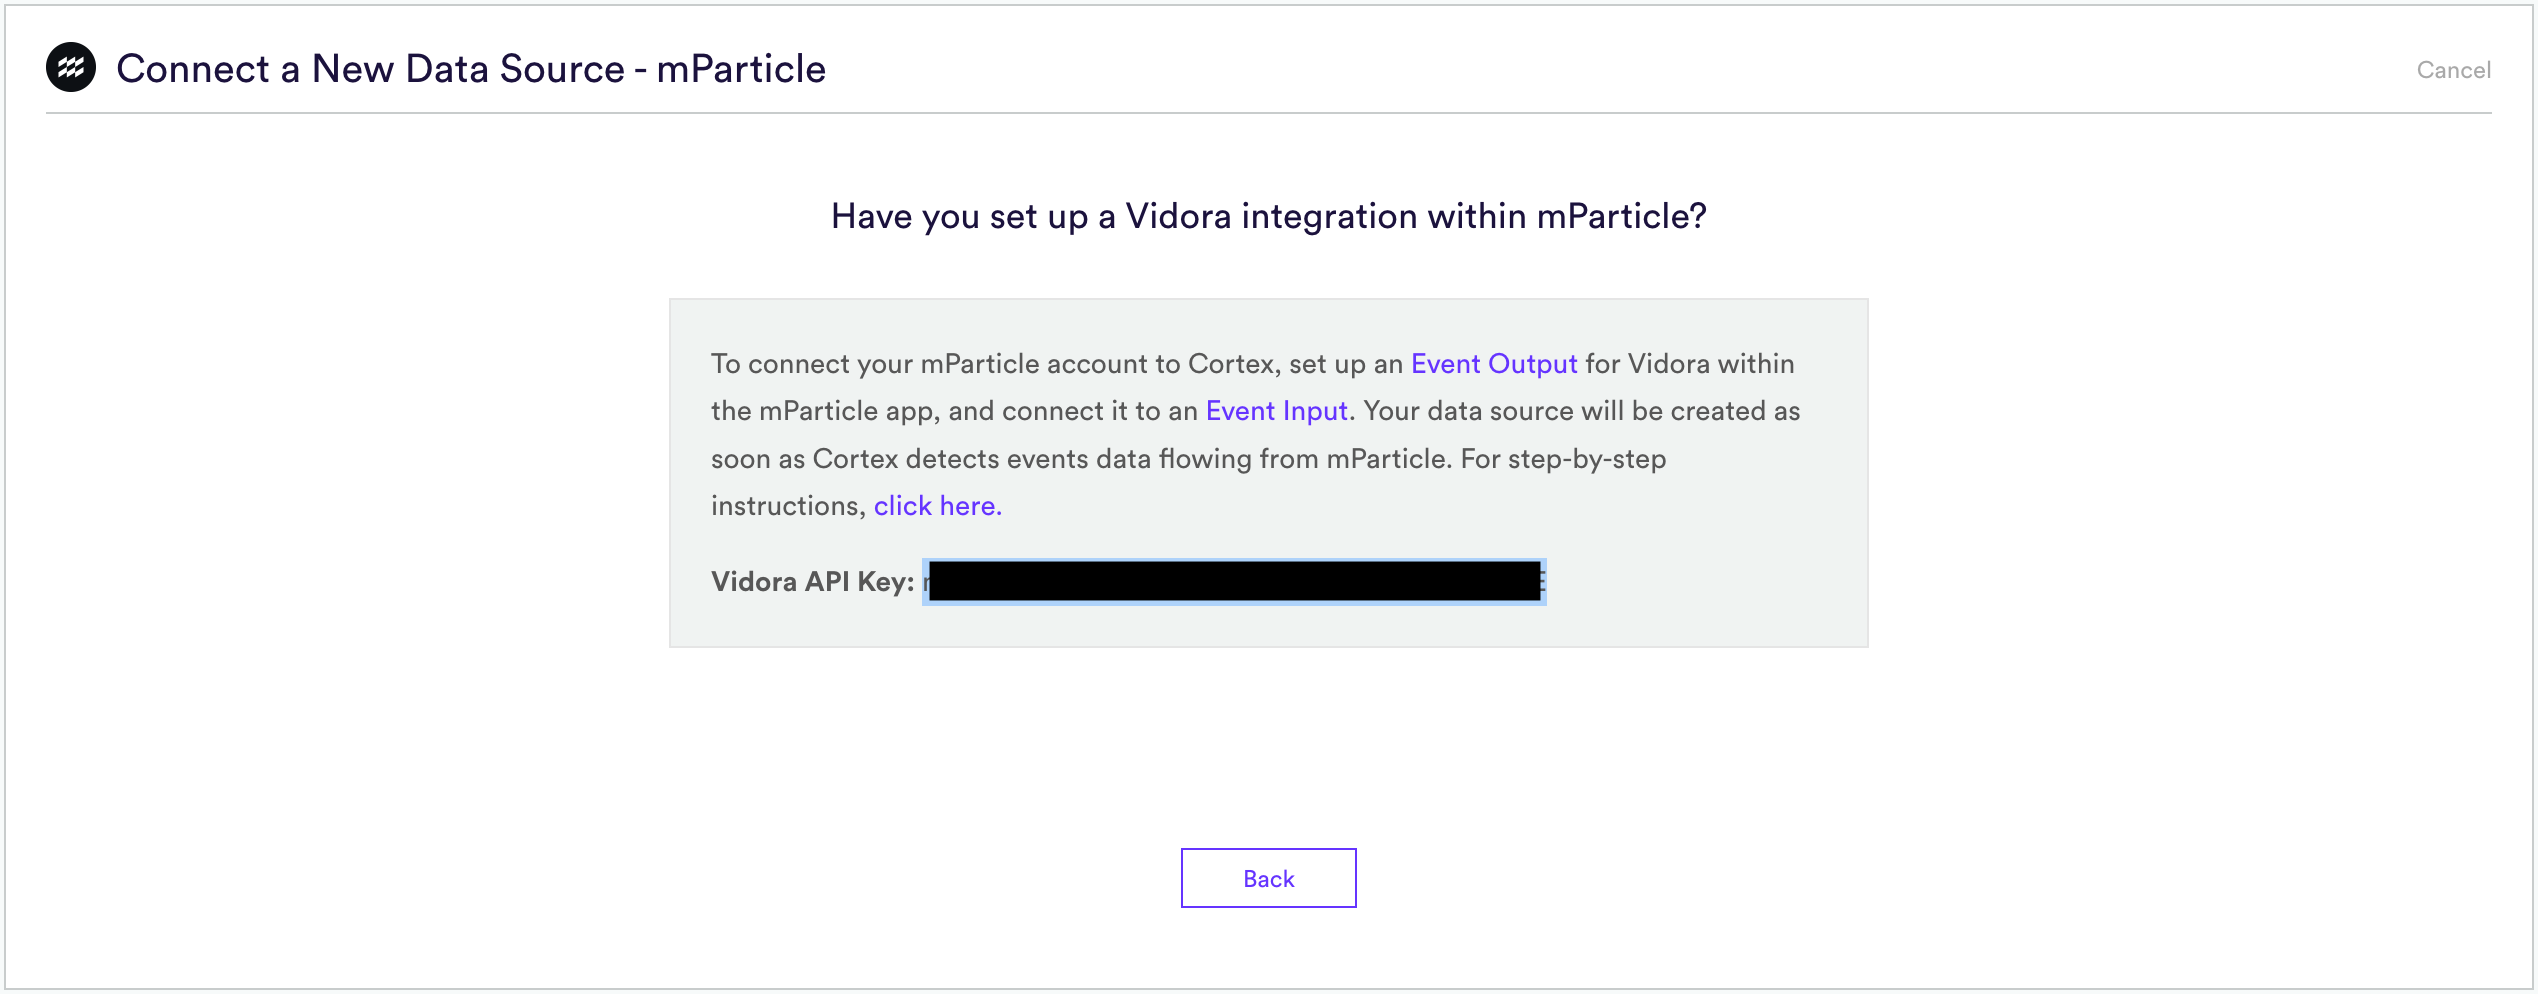 Connect a New Data Source - mParticle
Cancel
Have you set up a Vidora integration within mParticle?
To connect your mParticle account to Cortex, set up an Event Output for Vidora within
the mParticle app, and connect it to an Event Input. Your data source will be created as
soon as Cortex detects events data flowing from mParticle. For step-by-step
instructions, click here.
Vidora API Key:
Back